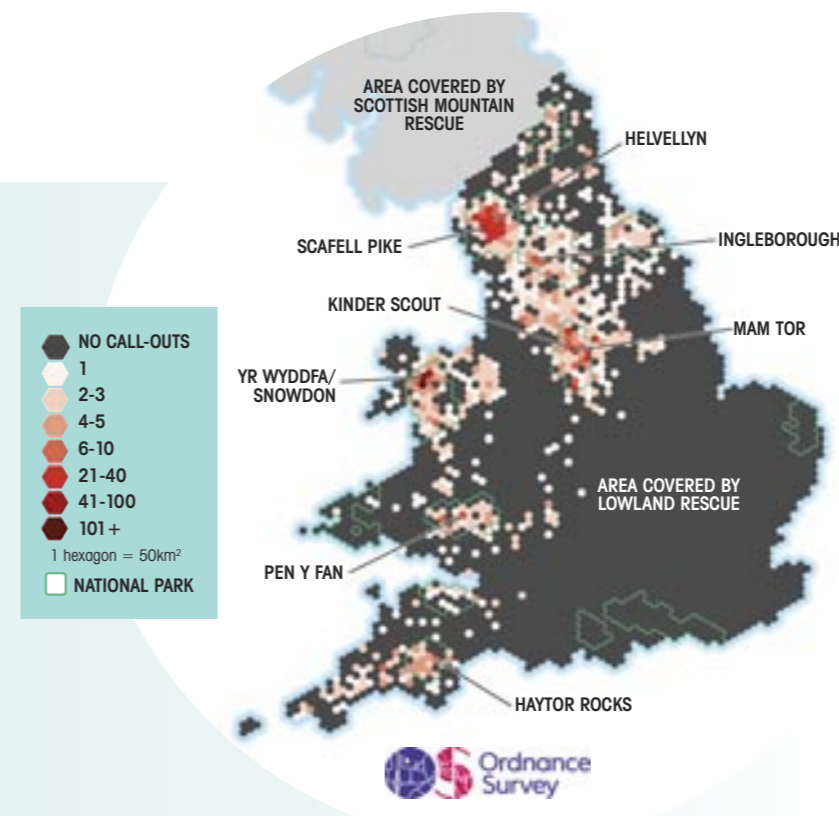 AREA COVERED BY
SCOTTISH MOUNTAIN
RESCUE
HELVELLYN
SCAFELL PIKE
INGLEBOROUGH
KINDER SCOUT
MAM TOR
YR WYDDFA/
SNOWDON
NO CALL-OUTS
1
2-3
4-5
6-10
21-40
41-100
101+
1 hexagon = 50km²
NATIONAL PARK
AREA COVERED BY
LOWLAND RESCUE
PEN Y FAN
HAYTOR ROCKS
OS
Ordnance
Survey